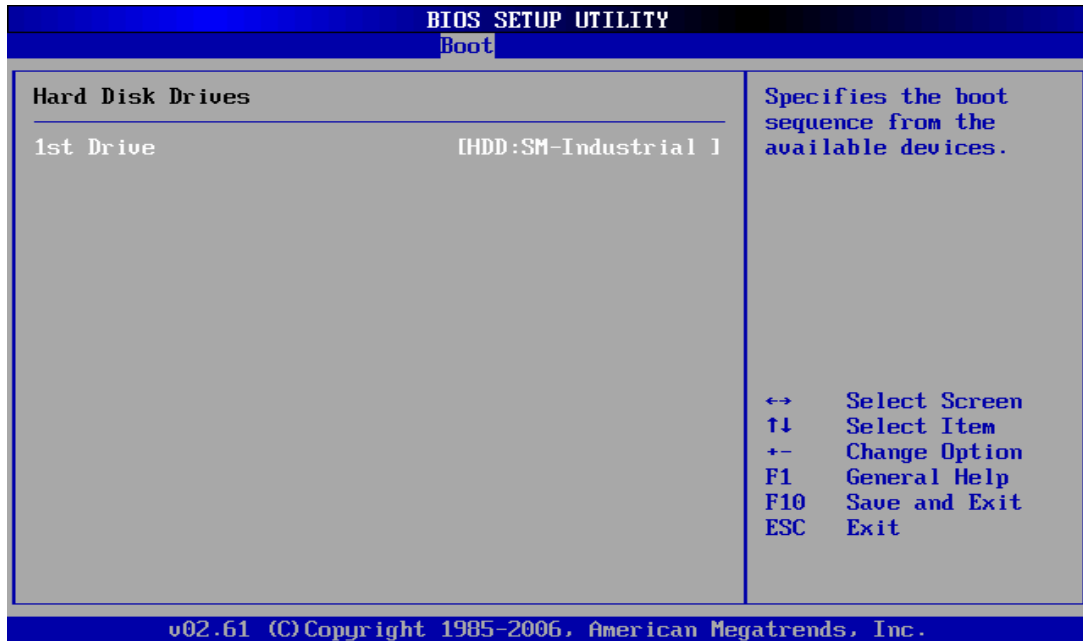 BIOS SETUP UTILITY
Boot
Hard Disk Drives
1st Drive [HDD:SM-Industrial ]
Specifies the boot
sequence from the
available devices.
←→ Select Screen
↑↓ Select Item
+- Change Option
F1 General Help
F10 Save and Exit
ESC Exit
v02.61 (C)Copyright 1985-2006, American Megatrends, Inc.